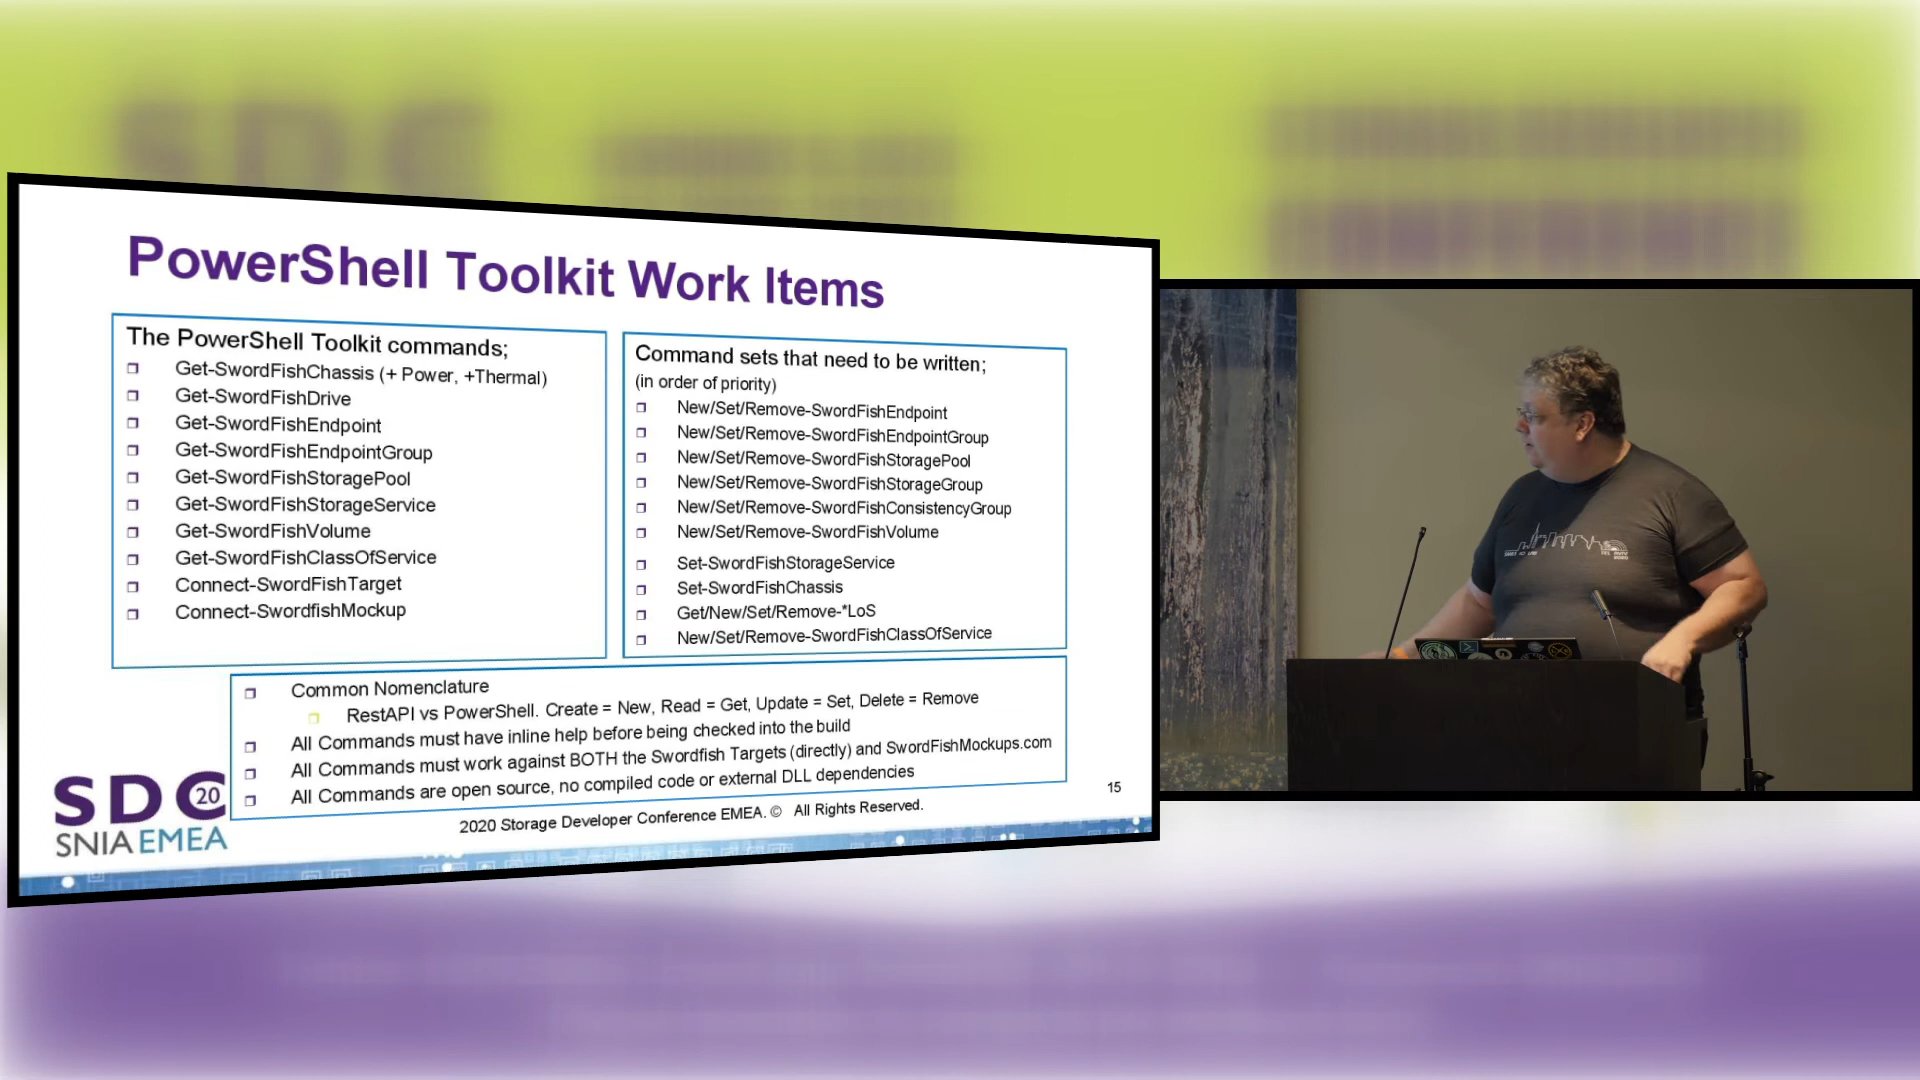 PowerShell Toolkit Work Items
The PowerShell Toolkit commands;
Get-SwordFishChassis (+ Power, +Thermal)
Get-SwordFishDrive
Get-SwordFishEndpoint
Get-SwordFishEndpointGroup
Get-SwordFishStoragePool
Get-SwordFishStorageService
Get-SwordFishVolume
Get-SwordFishClassOfService
Connect-SwordFishTarget
Connect-SwordfishMockup
Command sets that need to be written;
(in order of priority)
New/Set/Remove-SwordFishEndpoint
New/Set/Remove-SwordFishEndpointGroup
New/Set/Remove-SwordFishStoragePool
New/Set/Remove-SwordFishStorageGroup
New/Set/Remove-SwordFishConsistencyGroup
New/Set/Remove-SwordFishVolume
Set-SwordFishStorageService
Set-SwordFishChassis
Get/New/Set/Remove-*LoS
New/Set/Remove-SwordFishClassOfService
Common Nomenclature
RestAPI vs PowerShell. Create = New, Read = Get, Update = Set, Delete = Remove
All Commands must have inline help before being checked into the build
All Commands must work against BOTH the Swordfish Targets (directly) and SwordFishMockups.com
All Commands are open source, no compiled code or external DLL dependencies
SDC 20
SNIA EMEA
2020 Storage Developer Conference EMEA. © All Rights Reserved.
15